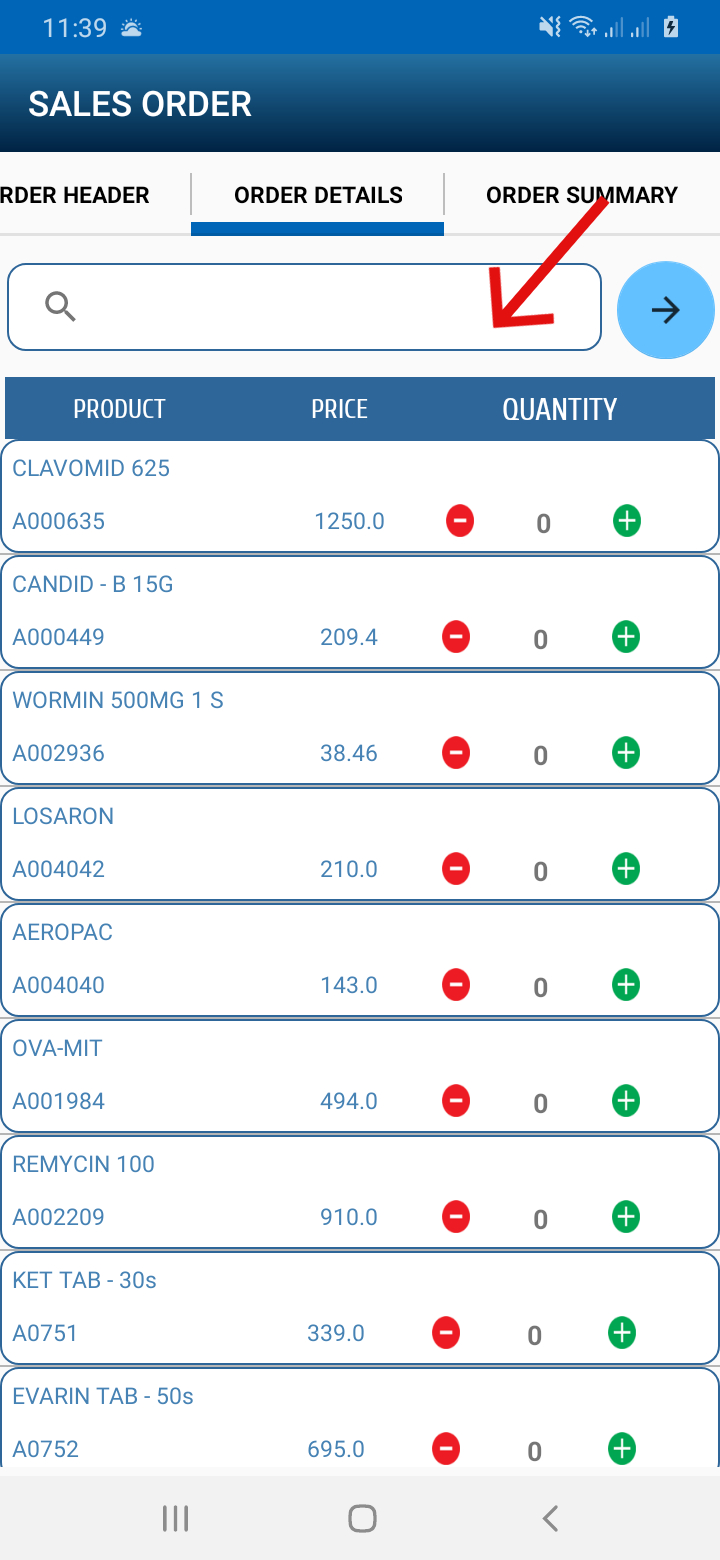 11:39
SALES ORDER
RDER HEADER ORDER DETAILS ORDER SUMMARY
PRODUCT PRICE QUANTITY
CLAVOMID 625
A000635 1250.0 0
CANDID - B 15G
A000449 209.4 0
WORMIN 500MG 1 S
A002936 38.46 0
LOSARON
A004042 210.0 0
AEROPAC
A004040 143.0 0
OVA-MIT
A001984 494.0 0
REMYCIN 100
A002209 910.0 0
KET TAB - 30s
A0751 339.0 0
EVARIN TAB - 50s
A0752 695.0 0